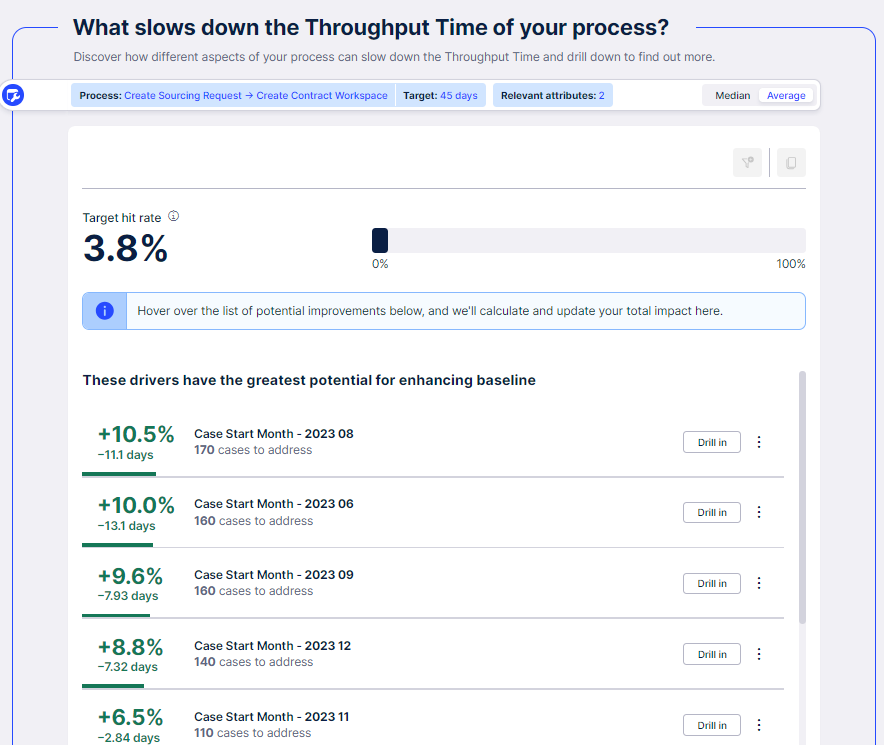 What slows down the Throughput Time of your process?
Discover how different aspects of your process can slow down the Throughput Time and drill down to find out more.
Process: Create Sourcing Request → Create Contract Workspace Target: 45 days Relevant attributes: 2 Median Average
Target hit rate
3.8%
0% 100%
Hover over the list of potential improvements below, and we'll calculate and update your total impact here.
These drivers have the greatest potential for enhancing baseline
+10.5% Case Start Month - 2023 08
−11.1 days 170 cases to address Drill in
+10.0% Case Start Month - 2023 06
−13.1 days 160 cases to address Drill in
+9.6% Case Start Month - 2023 09
−7.93 days 160 cases to address Drill in
+8.8% Case Start Month - 2023 12
−7.32 days 140 cases to address Drill in
+6.5% Case Start Month - 2023 11
−2.84 days 110 cases to address Drill in